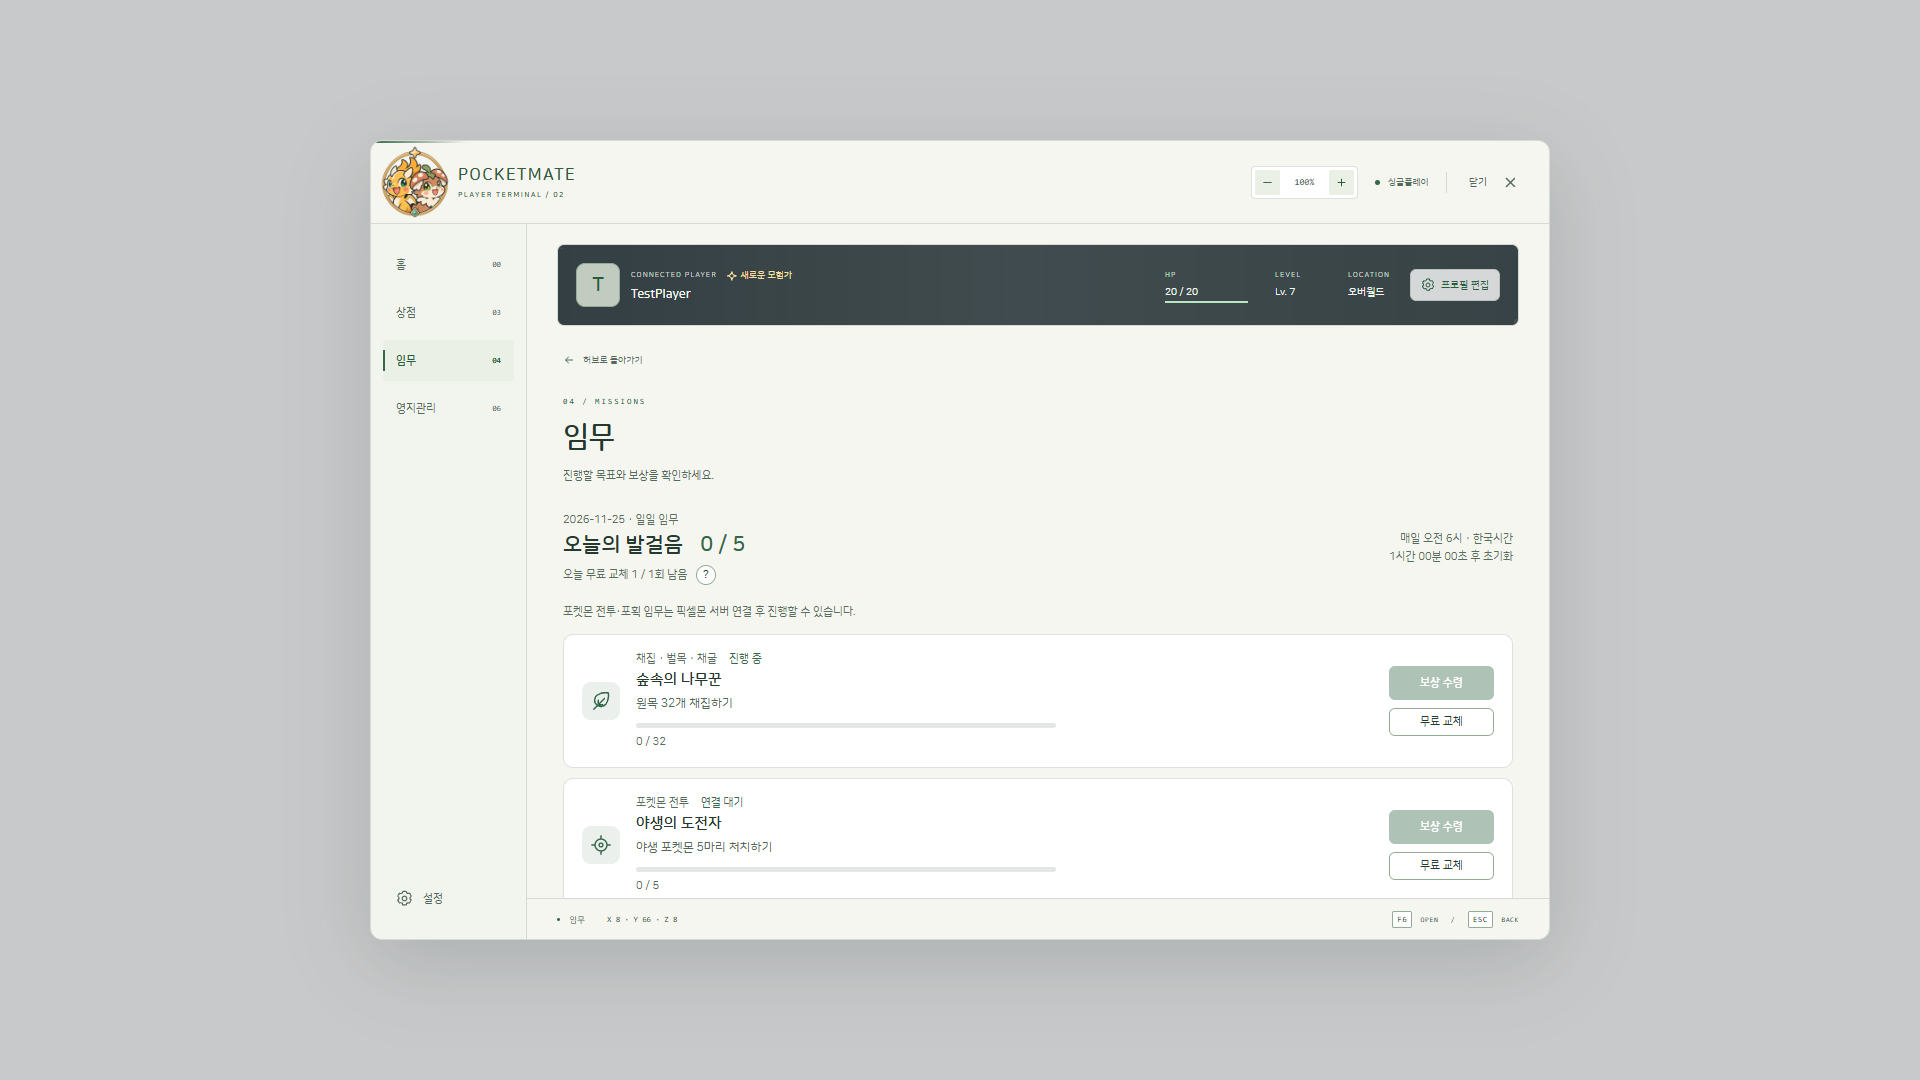 POCKETMATE
PLAYER TERMINAL / 02
100%
싱글플레이
닫기
홈 00
상점 03
임무 04
영지관리 06
설정
T
CONNECTED PLAYER 새로운 모험가
TestPlayer
HP
20 / 20
LEVEL
Lv. 7
LOCATION
오버월드
프로필 편집
허브로 돌아가기
04 / MISSIONS
임무
진행할 목표와 보상을 확인하세요.
2026-11-25 · 일일 임무
오늘의 발걸음 0 / 5
오늘 무료 교체 1 / 1회 남음 ?
매일 오전 6시 · 한국시간
1시간 00분 00초 후 초기화
포켓몬 전투·포획 임무는 픽셀몬 서버 연결 후 진행할 수 있습니다.
채집 · 벌목 · 채굴 진행 중
숲속의 나무꾼
원목 32개 채집하기
0 / 32
보상 수령
무료 교체
포켓몬 전투 연결 대기
야생의 도전자
야생 포켓몬 5마리 처치하기
0 / 5
보상 수령
무료 교체
임무 X 8 · Y 66 · Z 8
F6 OPEN / ESC BACK